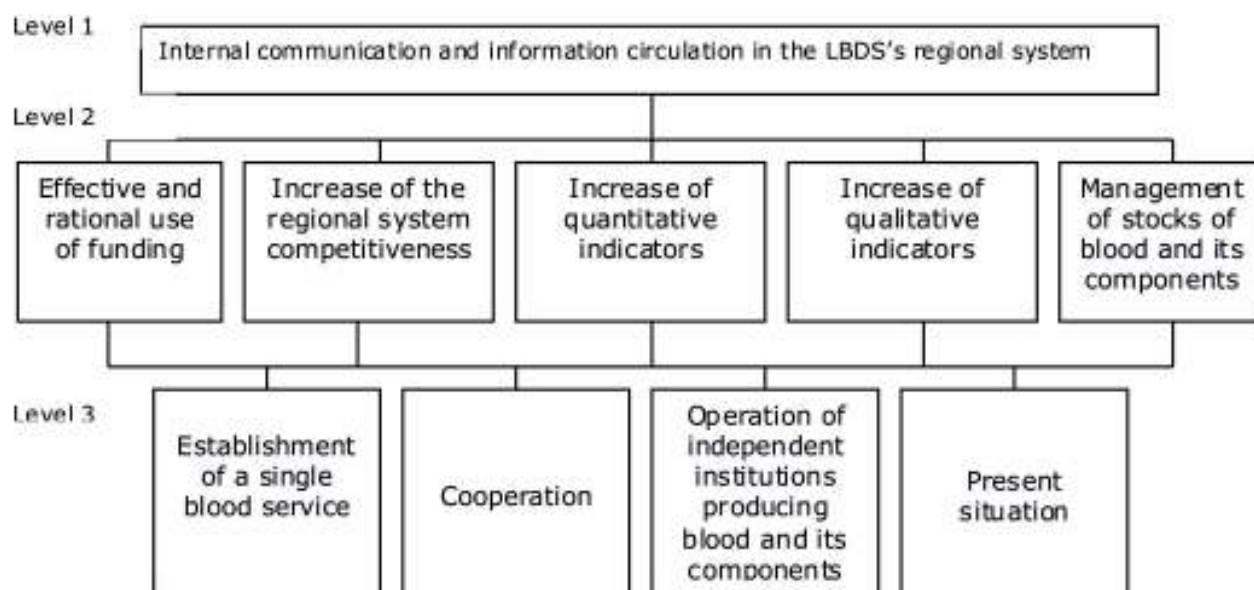 Level 1
Internal communication and information circulation in the LBDS's regional system
Level 2
Effective and
rational use
of funding
Increase of the
regional system
competitiveness
Increase of
quantitative
indicators
Increase of
qualitative
indicators
Management
of stocks of
blood and its
components
Level 3
Establishment
of a single
blood service
Cooperation
Operation of
independent
institutions
producing
blood and its
components
Present
situation